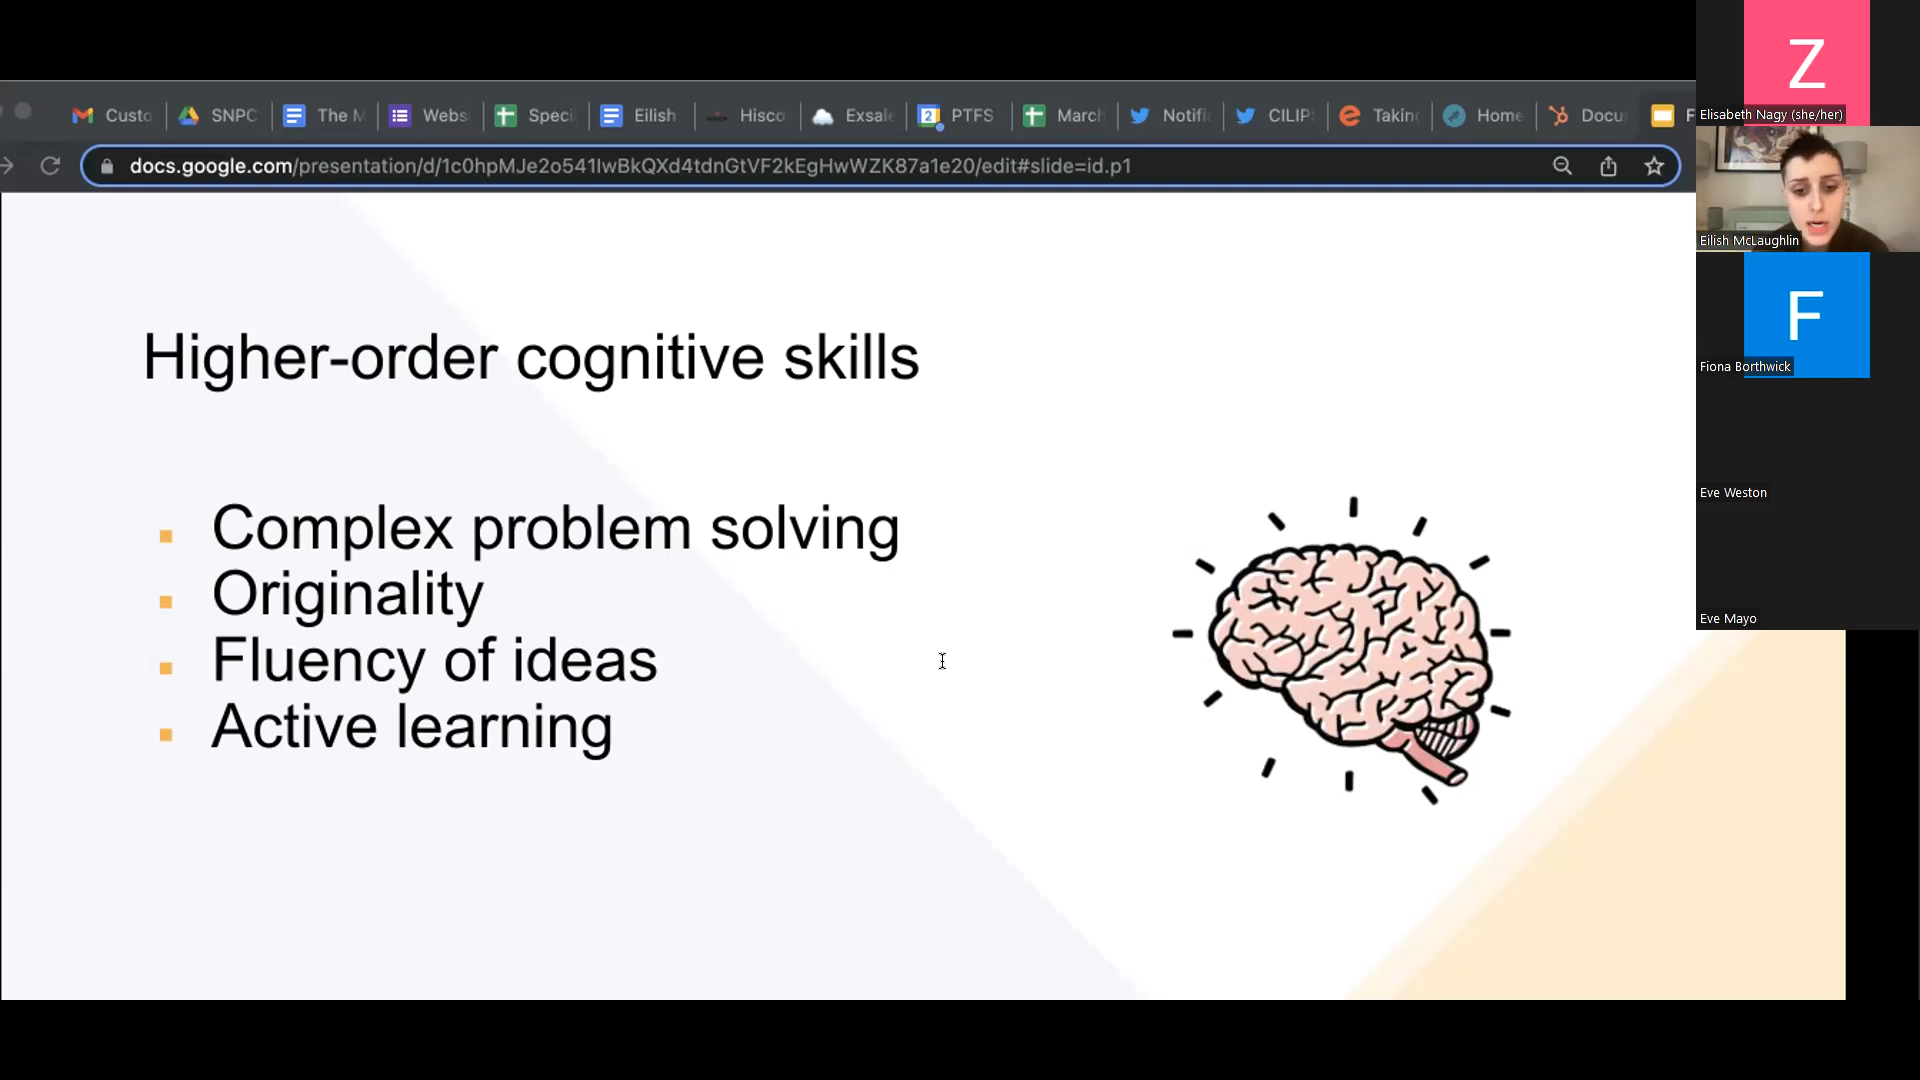 Custo
SNPC
The M
Webs
Speci
Eilish
Hisco
Exsale
2
PTFS
March
Notifi
CILIP
Taking
Home
Docu
F
docs.google.com/presentation/d/1c0hpMJe2o541lwBkQXd4tdnGtVF2kEgHwWZK87a1e20/edit#slide=id.p1
Higher-order cognitive skills
Complex problem solving
Originality
Fluency of ideas
Active learning
Z
Elisabeth Nagy (she/her)
Eilish McLaughlin
F
Fiona Borthwick
Eve Weston
Eve Mayo